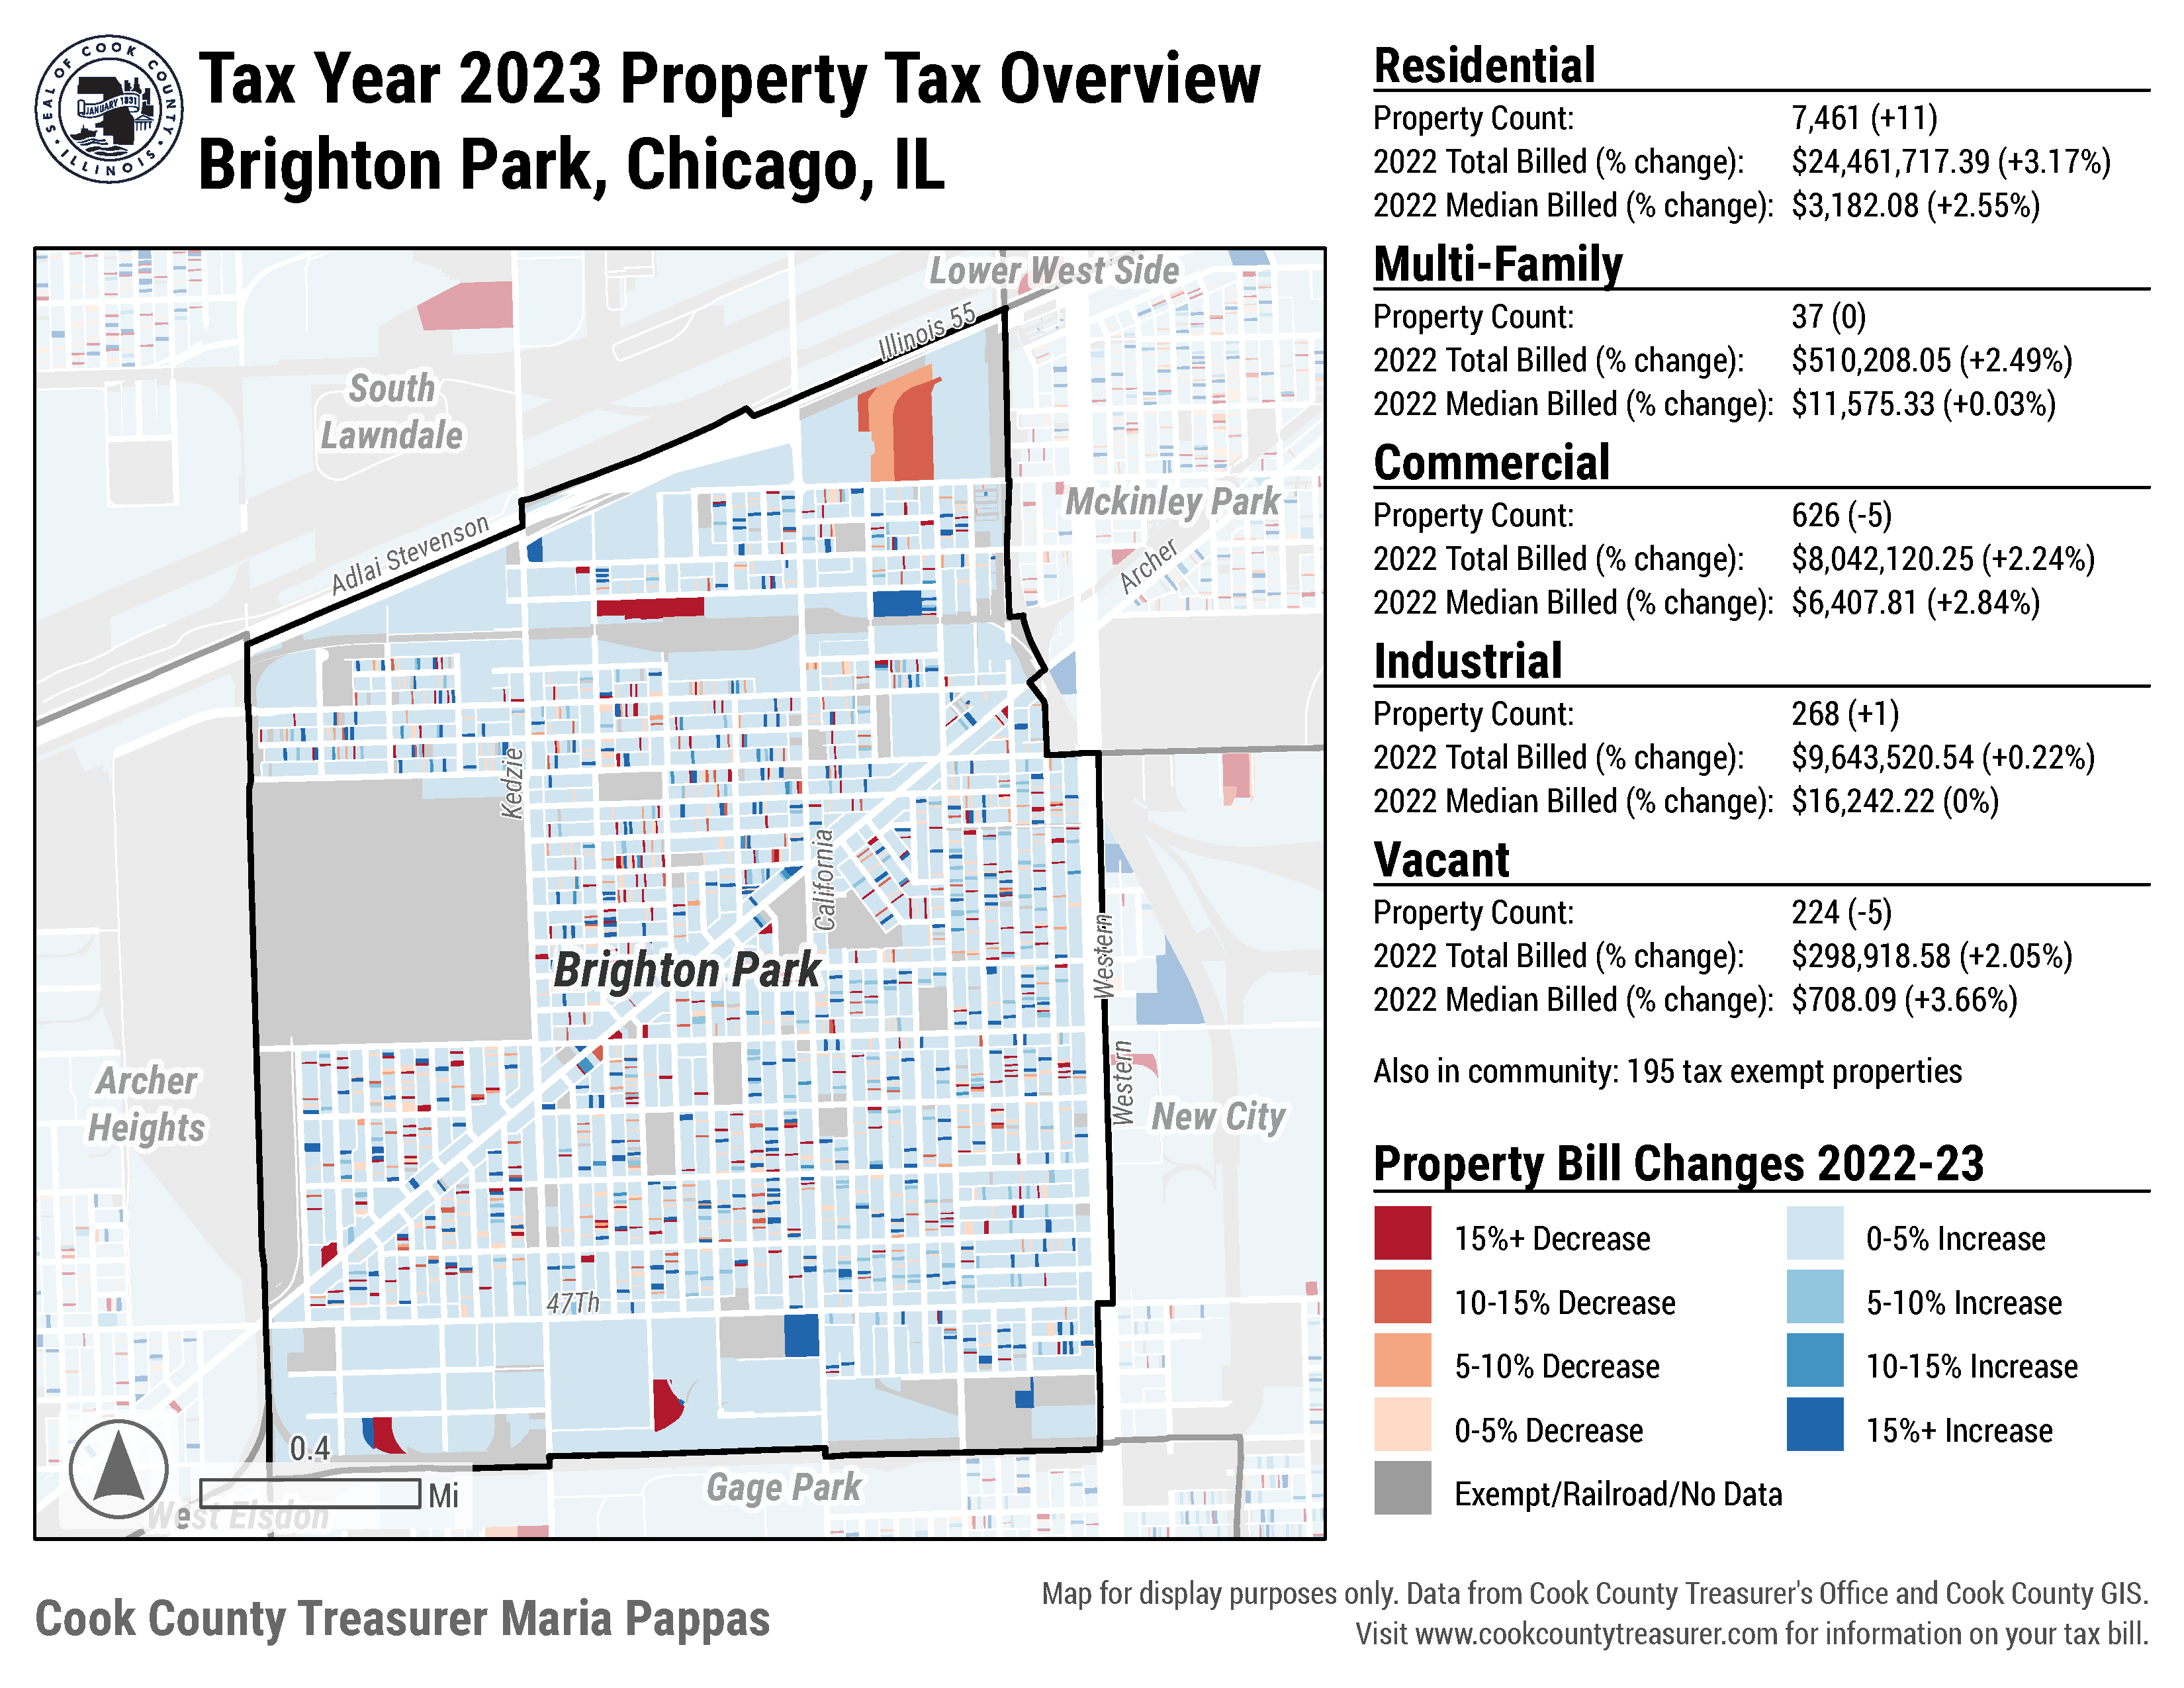 SEAL OF COOK COUNTY
• ILLINOIS •
JANUARY 1831
Tax Year 2023 Property Tax Overview
Brighton Park, Chicago, IL
Lower West Side
Illinois 55
South
Lawndale
Mckinley Park
Adlai Stevenson
Archer
Kedzie
California
Western
Brighton Park
Western
Archer
Heights
New City
47Th
0.4
Mi
Gage Park
West Elsdon
Residential
Property Count: 7,461 (+11)
2022 Total Billed (% change): $24,461,717.39 (+3.17%)
2022 Median Billed (% change): $3,182.08 (+2.55%)
Multi-Family
Property Count: 37 (0)
2022 Total Billed (% change): $510,208.05 (+2.49%)
2022 Median Billed (% change): $11,575.33 (+0.03%)
Commercial
Property Count: 626 (-5)
2022 Total Billed (% change): $8,042,120.25 (+2.24%)
2022 Median Billed (% change): $6,407.81 (+2.84%)
Industrial
Property Count: 268 (+1)
2022 Total Billed (% change): $9,643,520.54 (+0.22%)
2022 Median Billed (% change): $16,242.22 (0%)
Vacant
Property Count: 224 (-5)
2022 Total Billed (% change): $298,918.58 (+2.05%)
2022 Median Billed (% change): $708.09 (+3.66%)
Also in community: 195 tax exempt properties
Property Bill Changes 2022-23
15%+ Decrease
10-15% Decrease
5-10% Decrease
0-5% Decrease
Exempt/Railroad/No Data
0-5% Increase
5-10% Increase
10-15% Increase
15%+ Increase
Cook County Treasurer Maria Pappas
Map for display purposes only. Data from Cook County Treasurer's Office and Cook County GIS.
Visit www.cookcountytreasurer.com for information on your tax bill.